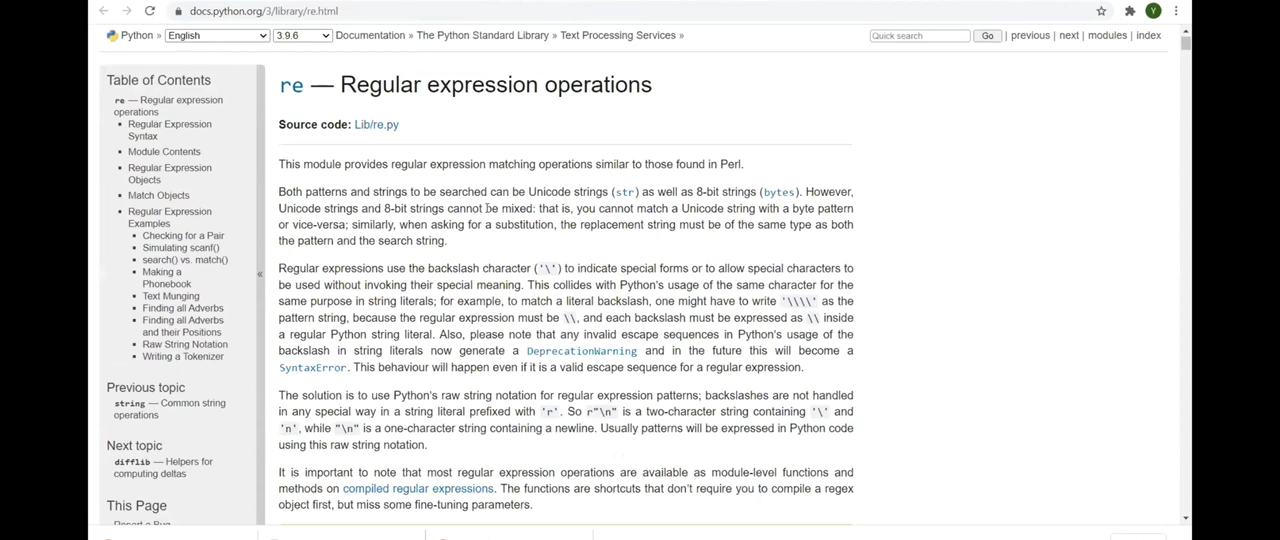 docs.python.org/3/library/re.html
Y
Python » English 3.9.6 Documentation » The Python Standard Library » Text Processing Services » Quick search Go | previous | next | modules | index
Table of Contents
re — Regular expression
operations
Regular Expression
Syntax
Module Contents
Regular Expression
Objects
Match Objects
Regular Expression
Examples
Checking for a Pair
Simulating scanf()
search() vs. match()
Making a
Phonebook
Text Munging
Finding all Adverbs
Finding all Adverbs
and their Positions
Raw String Notation
Writing a Tokenizer
Previous topic
string — Common string
operations
Next topic
difflib — Helpers for
computing deltas
This Page
Report a Bug
«
re — Regular expression operations
Source code: Lib/re.py
This module provides regular expression matching operations similar to those found in Perl.
Both patterns and strings to be searched can be Unicode strings (str) as well as 8-bit strings (bytes). However,
Unicode strings and 8-bit strings cannot be mixed: that is, you cannot match a Unicode string with a byte pattern
or vice-versa; similarly, when asking for a substitution, the replacement string must be of the same type as both
the pattern and the search string.
Regular expressions use the backslash character ('\') to indicate special forms or to allow special characters to
be used without invoking their special meaning. This collides with Python's usage of the same character for the
same purpose in string literals; for example, to match a literal backslash, one might have to write '\\\\' as the
pattern string, because the regular expression must be \\, and each backslash must be expressed as \\ inside
a regular Python string literal. Also, please note that any invalid escape sequences in Python's usage of the
backslash in string literals now generate a DeprecationWarning and in the future this will become a
SyntaxError. This behaviour will happen even if it is a valid escape sequence for a regular expression.
The solution is to use Python's raw string notation for regular expression patterns; backslashes are not handled
in any special way in a string literal prefixed with 'r'. So r"\n" is a two-character string containing '\' and
'n', while "\n" is a one-character string containing a newline. Usually patterns will be expressed in Python code
using this raw string notation.
It is important to note that most regular expression operations are available as module-level functions and
methods on compiled regular expressions. The functions are shortcuts that don't require you to compile a regex
object first, but miss some fine-tuning parameters.